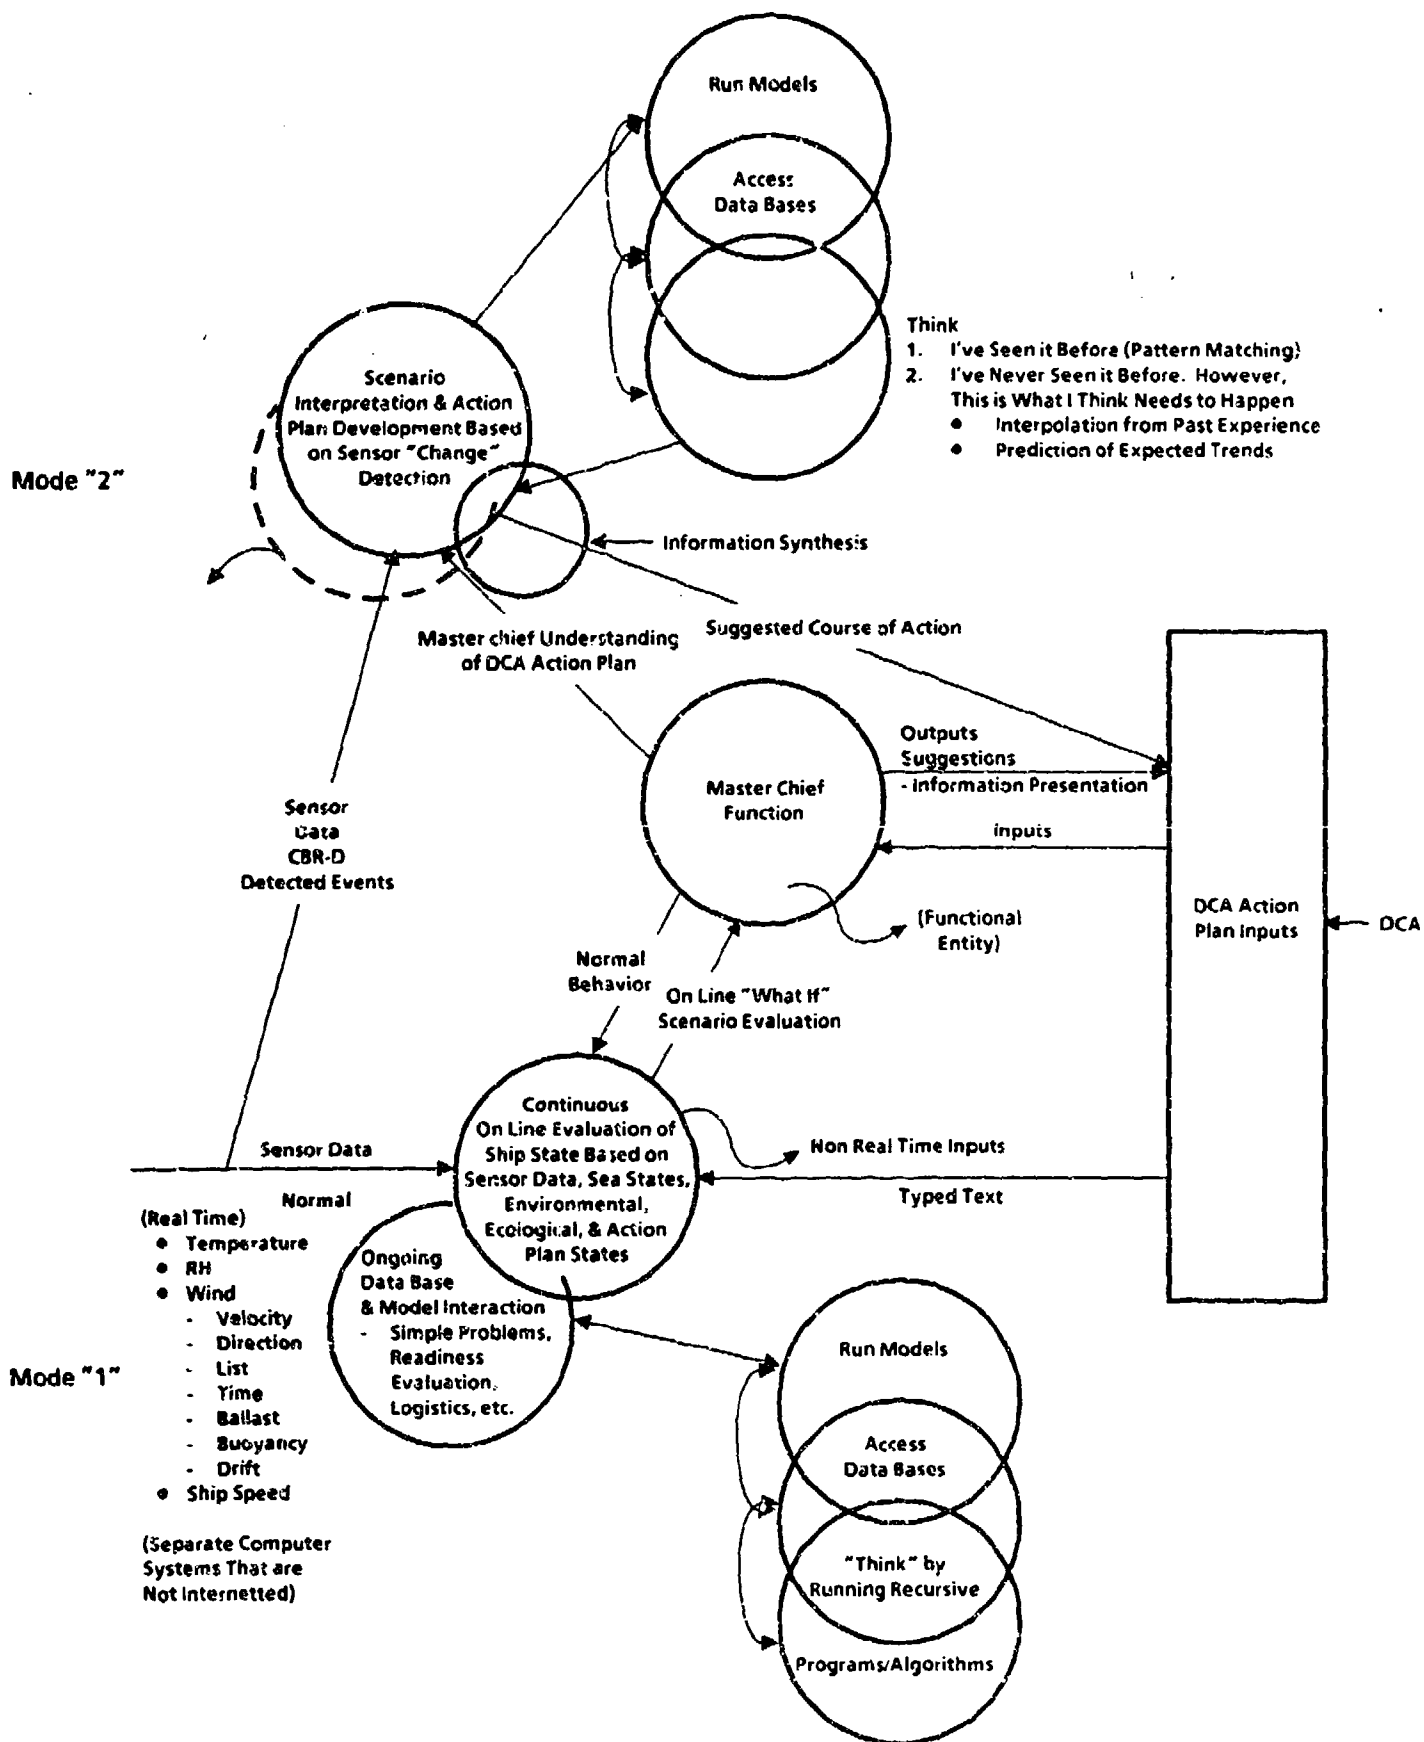 Run Models
Access
Data Bases
Think
1. I've Seen it Before (Pattern Matching)
2. I've Never Seen it Before. However,
This is What I Think Needs to Happen
● Interpolation from Past Experience
● Prediction of Expected Trends
Scenario
Interpretation & Action
Plan Development Based
on Sensor "Change"
Detection
Mode "2"
Information Synthesis
Master chief Understanding
of DCA Action Plan
Suggested Course of Action
Outputs
Suggestions
- Information Presentation
Master Chief
Function
inputs
Sensor
Data
CBR-D
Detected Events
DCA Action
Plan Inputs
DCA
(Functional
Entity)
Normal
Behavior
On Line "What If"
Scenario Evaluation
Continuous
On Line Evaluation of
Ship State Based on
Sensor Data, Sea States,
Environmental,
Ecological, & Action
Plan States
Sensor Data
Normal
Non Real Time Inputs
Typed Text
(Real Time)
● Temperature
● RH
● Wind
- Velocity
- Direction
- List
- Time
- Ballast
- Buoyancy
- Drift
● Ship Speed
(Separate Computer
Systems That are
Not Internetted)
Ongoing
Data Base
& Model Interaction
- Simple Problems,
Readiness
Evaluation,
Logistics, etc.
Mode "1"
Run Models
Access
Data Bases
"Think" by
Running Recursive
Programs/Algorithms